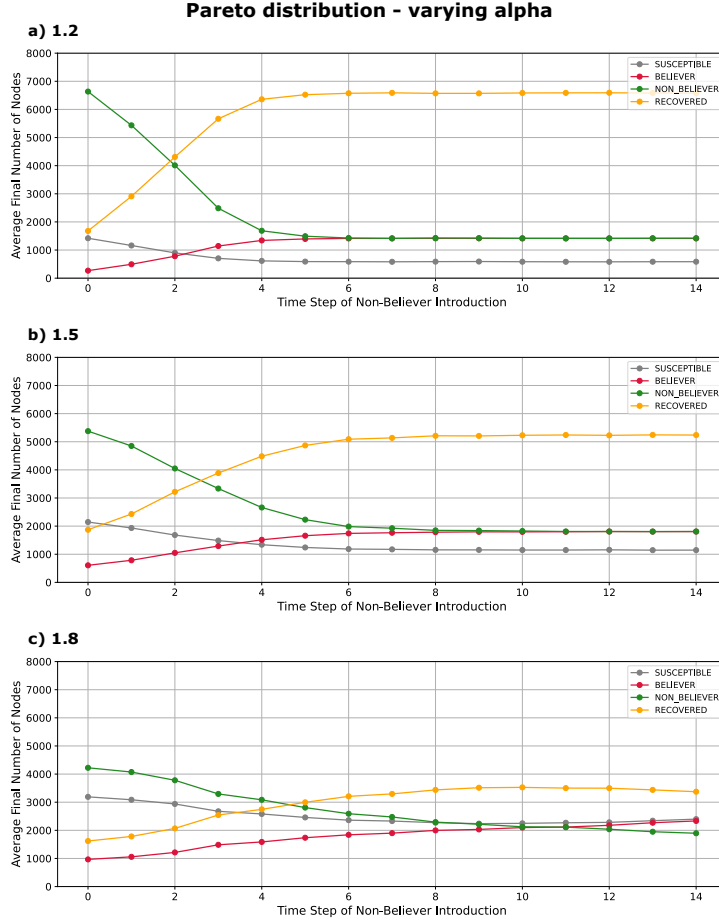 Pareto distribution - varying alpha
a) 1.2
8000
7000
6000
5000
4000
3000
2000
1000
0
Average Final Number of Nodes
SUSCEPTIBLE
BELIEVER
NON_BELIEVER
RECOVERED
0 2 4 6 8 10 12 14
Time Step of Non-Believer Introduction
b) 1.5
8000
7000
6000
5000
4000
3000
2000
1000
0
Average Final Number of Nodes
SUSCEPTIBLE
BELIEVER
NON_BELIEVER
RECOVERED
0 2 4 6 8 10 12 14
Time Step of Non-Believer Introduction
c) 1.8
8000
7000
6000
5000
4000
3000
2000
1000
0
Average Final Number of Nodes
SUSCEPTIBLE
BELIEVER
NON_BELIEVER
RECOVERED
0 2 4 6 8 10 12 14
Time Step of Non-Believer Introduction